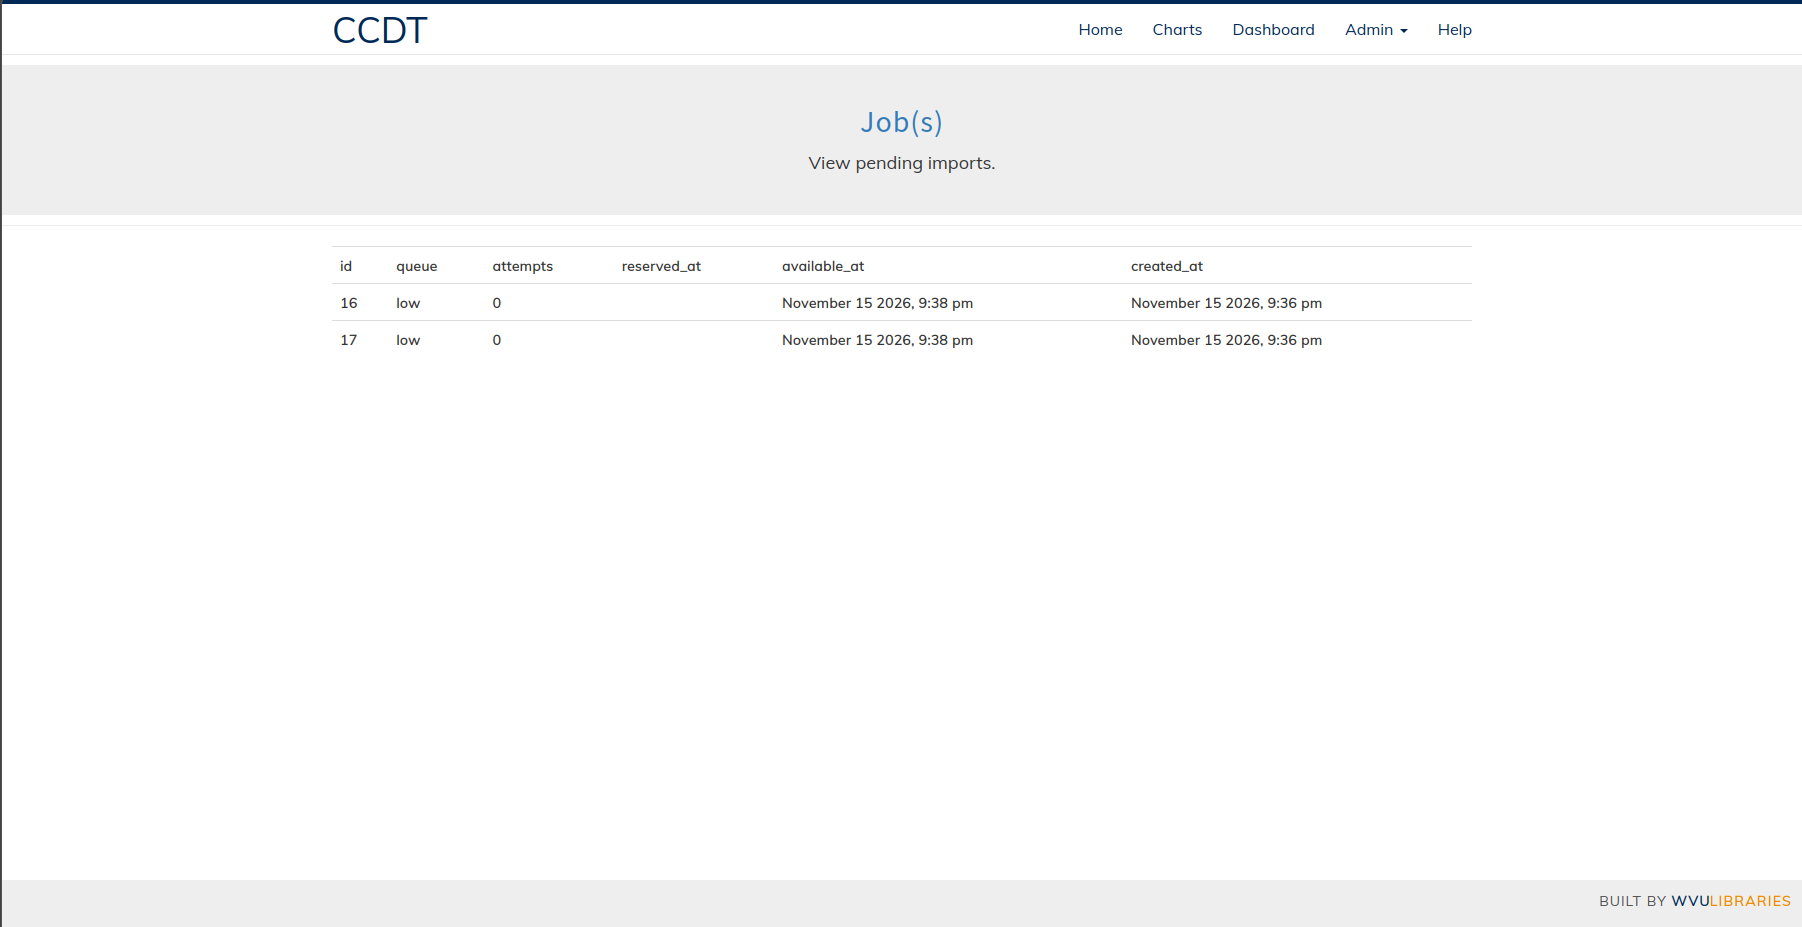 CCDT Home Charts Dashboard Admin Help
Job(s)
View pending imports.
id queue attempts reserved_at available_at created_at
16 low 0 November 15 2026, 9:38 pm November 15 2026, 9:36 pm
17 low 0 November 15 2026, 9:38 pm November 15 2026, 9:36 pm
BUILT BY WVULIBRARIES